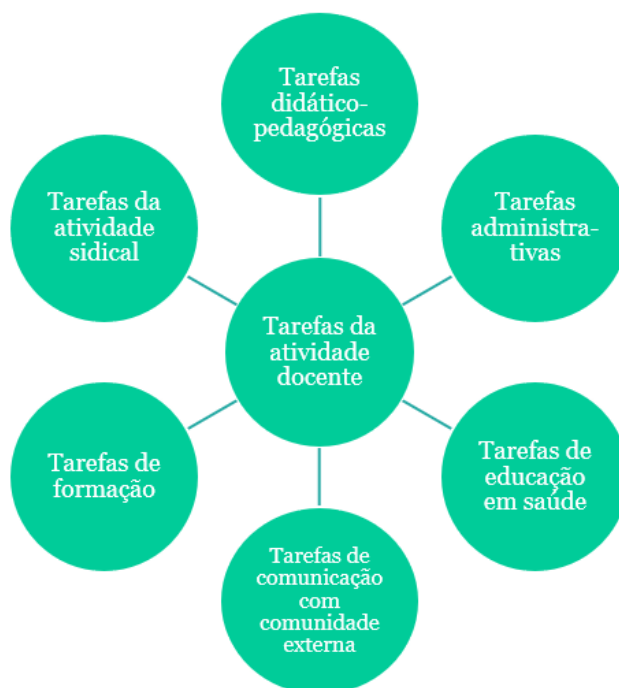 Tarefas
didático-
pedagógicas
Tarefas da
atividade
sidical
Tarefas
administra-
tivas
Tarefas da
atividade
docente
Tarefas de
formação
Tarefas de
educação
em saúde
Tarefas de
comunicação
com
comunidade
externa